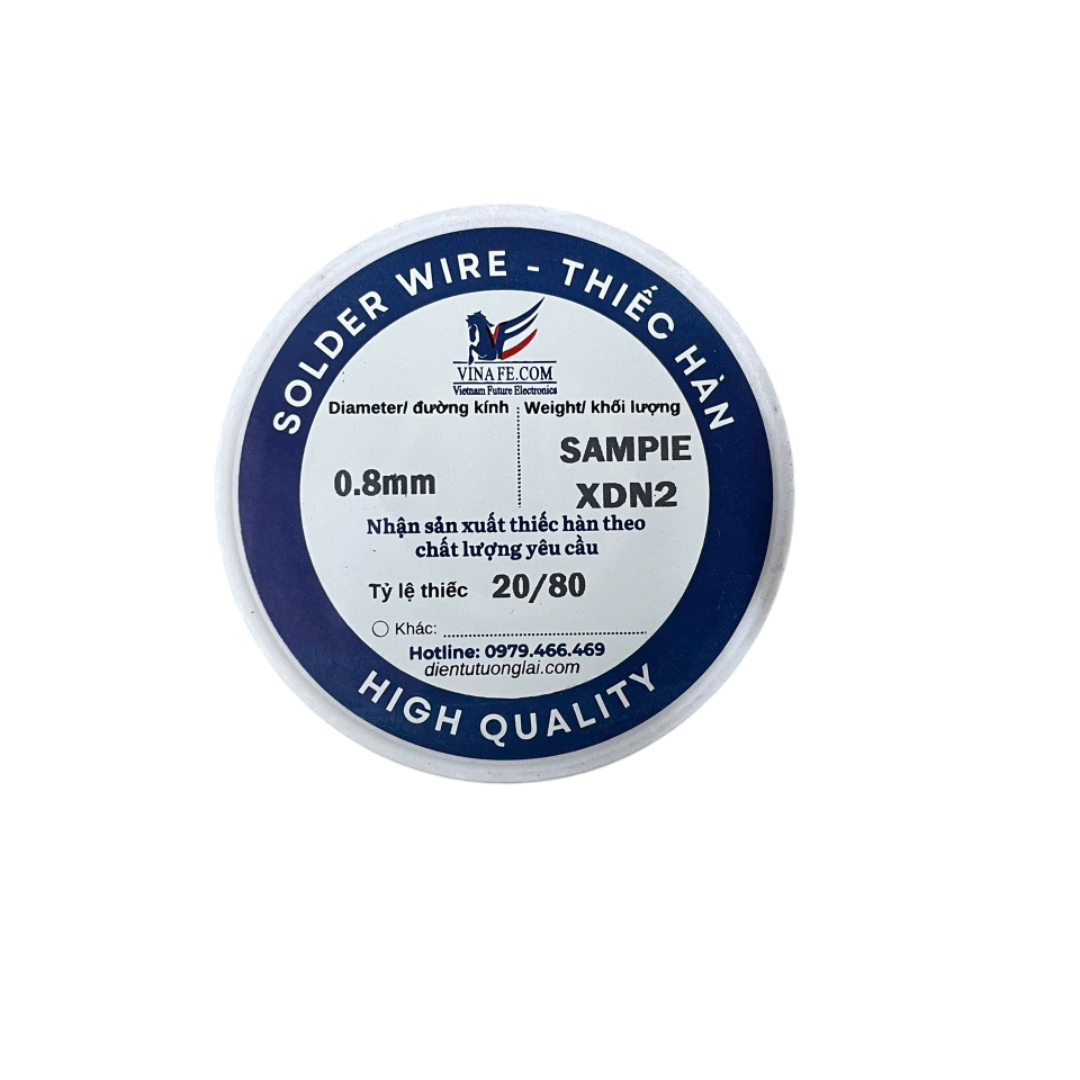 SOLDER WIRE - THIẾC HÀN
VINAFE.COM
Vietnam Future Electronics
Diameter/ đường kính
Weight/ khối lượng
0.8mm
SAMPIE
XDN2
Nhận sản xuất thiếc hàn theo
chất lượng yêu cầu
Tỷ lệ thiếc 20/80
Khác:
Hotline: 0979.466.469
dientutuonglai.com
HIGH QUALITY